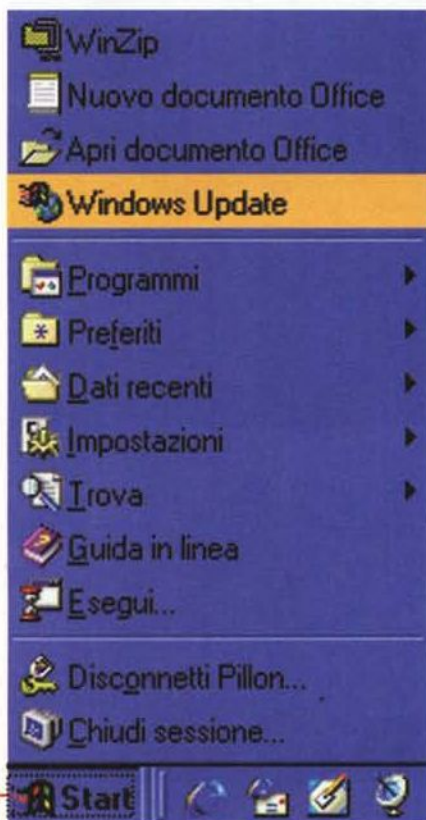 WinZip
Nuovo documento Office
Apri documento Office
Windows Update
Programmi
Preferiti
Dati recenti
Impostazioni
Trova
Guida in linea
Esegui...
Disconnetti Pillon...
Chiudi sessione...
Start